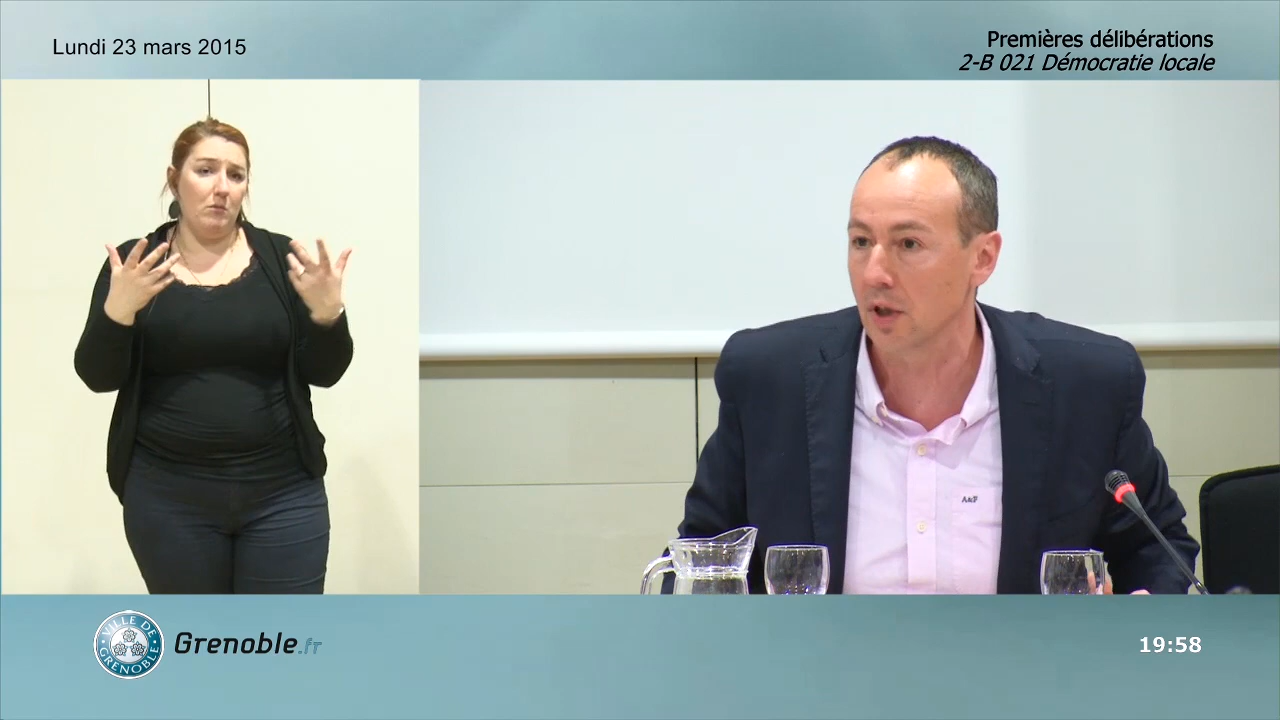 Lundi 23 mars 2015
Premières délibérations
2-B 021 Démocratie locale
A&P
VILLE DE
GRENOBLE
Grenoble.fr
19:58